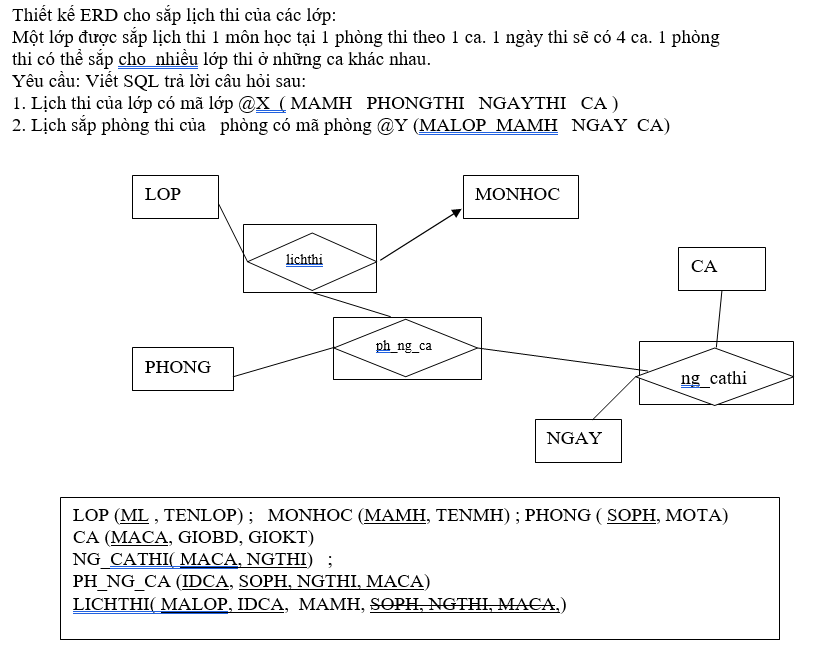 Thiết kế ERD cho sắp lịch thi của các lớp:
Một lớp được sắp lịch thi 1 môn học tại 1 phòng thi theo 1 ca. 1 ngày thi sẽ có 4 ca. 1 phòng
thi có thể sắp cho nhiều lớp thi ở những ca khác nhau.
Yêu cầu: Viết SQL trả lời câu hỏi sau:
1. Lịch thi của lớp có mã lớp @X ( MAMH PHONGTHI NGAYTHI CA )
2. Lịch sắp phòng thi của phòng có mã phòng @Y (MALOP MAMH NGAY CA)
LOP
MONHOC
lichthi
CA
ph_ng_ca
PHONG
ng_cathi
NGAY
LOP (ML , TENLOP) ; MONHOC (MAMH, TENMH) ; PHONG ( SOPH, MOTA)
CA (MACA, GIOBD, GIOKT)
NG_CATHI( MACA, NGTHI) ;
PH_NG_CA (IDCA, SOPH, NGTHI, MACA)
LICHTHI( MALOP, IDCA, MAMH, SOPH, NGTHI, MACA,)